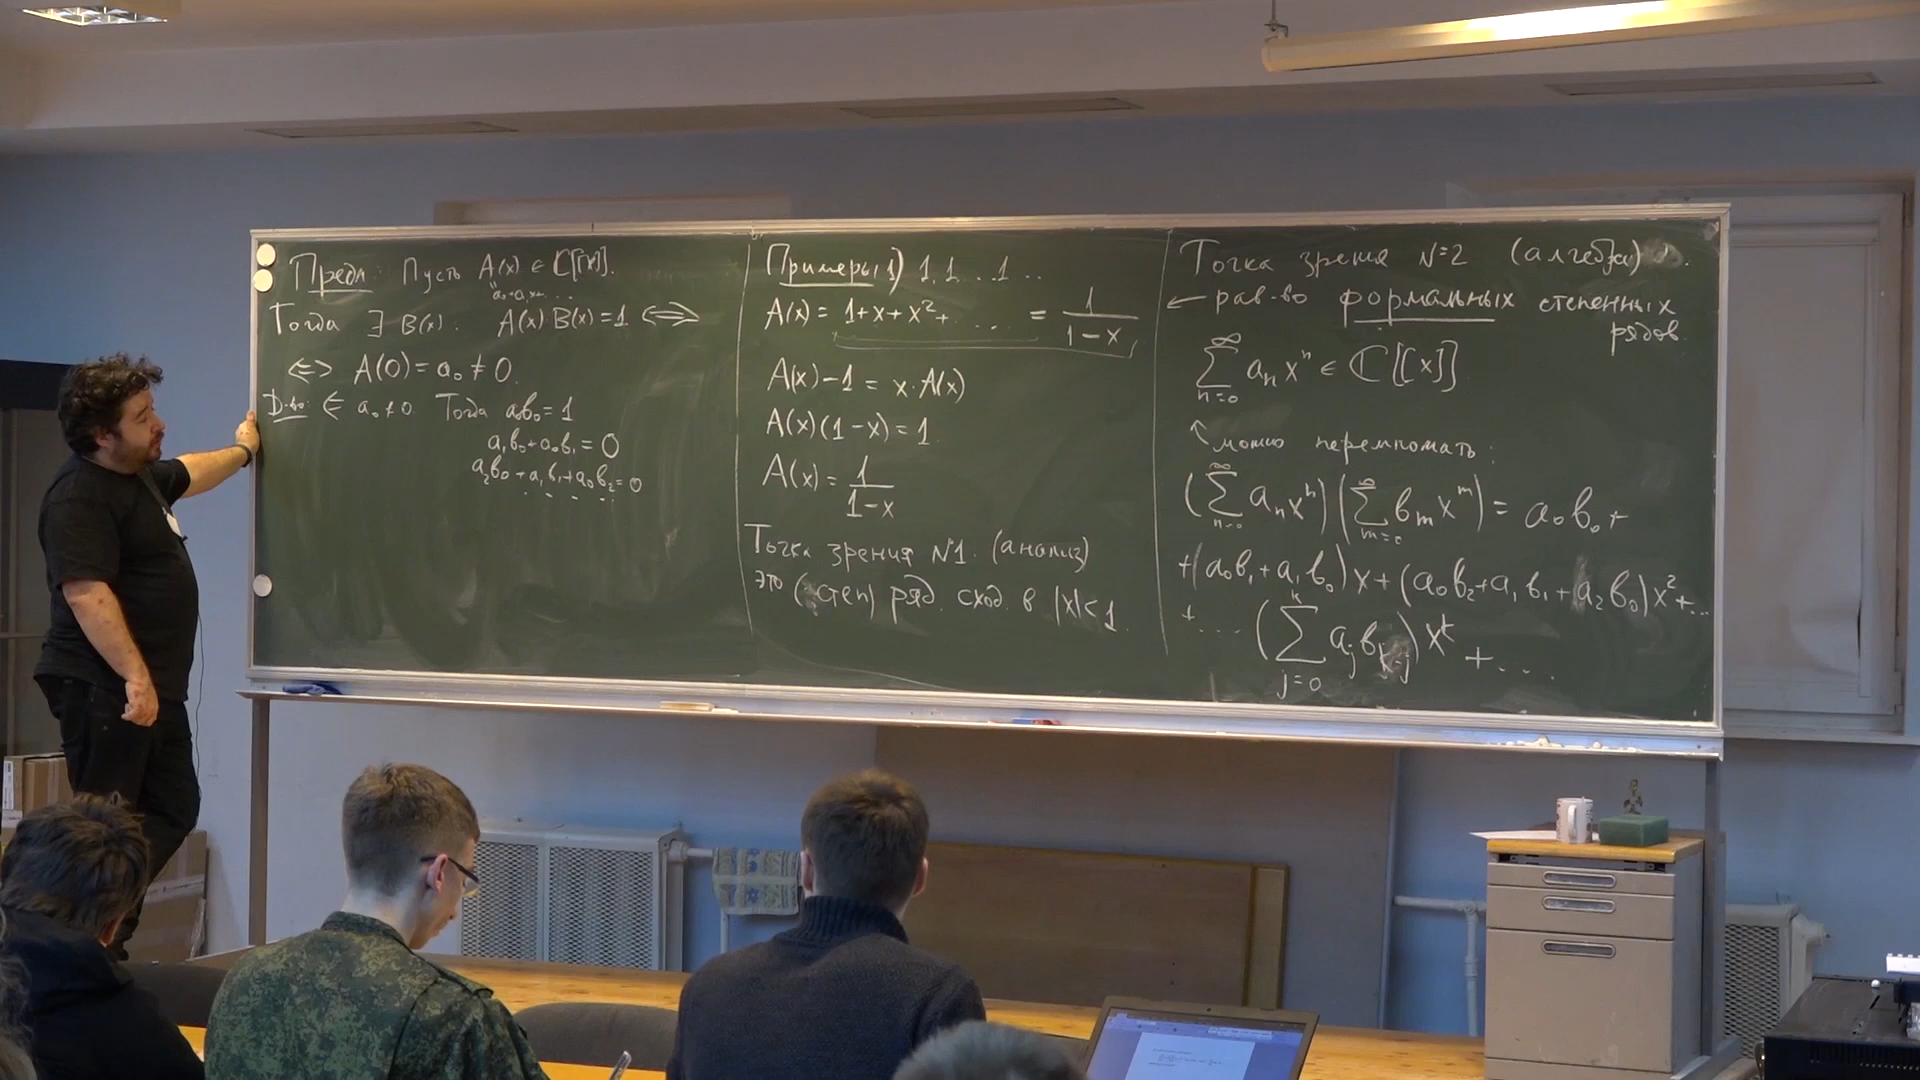 Предл. Пусть A(x) ∈ ℂ[[x]].
a₀+a₁x+...
Тогда ∃ B(x). A(x)B(x)=1 ⟺
⟺ A(0)=a₀≠0.
Д-во: ⇐ a₀≠0. Тогда a₀b₀=1
a₁b₀+a₀b₁=0
a₂b₀+a₁b₁+a₀b₂=0
. . . . .
Примеры 1) 1,1...1...
A(x)= 1+x+x²+..... = 1/(1-x)
A(x)-1 = x·A(x)
A(x)(1-x)=1.
A(x)= 1/(1-x)
Точка зрения №1. (анализ)
это (степ) ряд. сход. в |x|<1.
Точка зрения №2 (алгебра).
← рав-во формальных степенных
рядов.
∑_{n=0}^{∞} aₙxⁿ ∈ ℂ[[x]]
↖ можно перемножать:
(∑_{n=0}^{∞} aₙxⁿ)(∑_{m=0}^{∞} bₘxᵐ) = a₀b₀+
+(a₀b₁+a₁b₀)x+(a₀b₂+a₁b₁+a₂b₀)x²+...
+....(∑_{j=0}^{k} aⱼb_{k-j})xᵏ+...